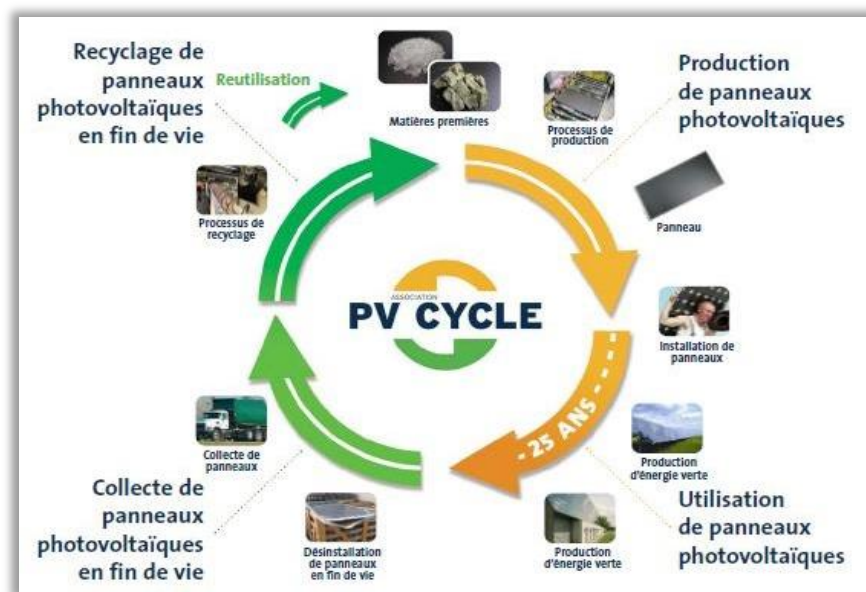 Recyclage de
panneaux
photovoltaïques
en fin de vie
Reutilisation
Matières premières
Processus de
production
Production
de panneaux
photovoltaïques
Panneau
Processus de
recyclage
ASSOCIATION
PV CYCLE
Installation de
panneaux
- 25 ANS -
Production
d'énergie verte
Utilisation
de panneaux
photovoltaïques
Production
d'énergie verte
Désinstallation
de panneaux
en fin de vie
Collecte de
panneaux
Collecte de
panneaux
photovoltaïques
en fin de vie